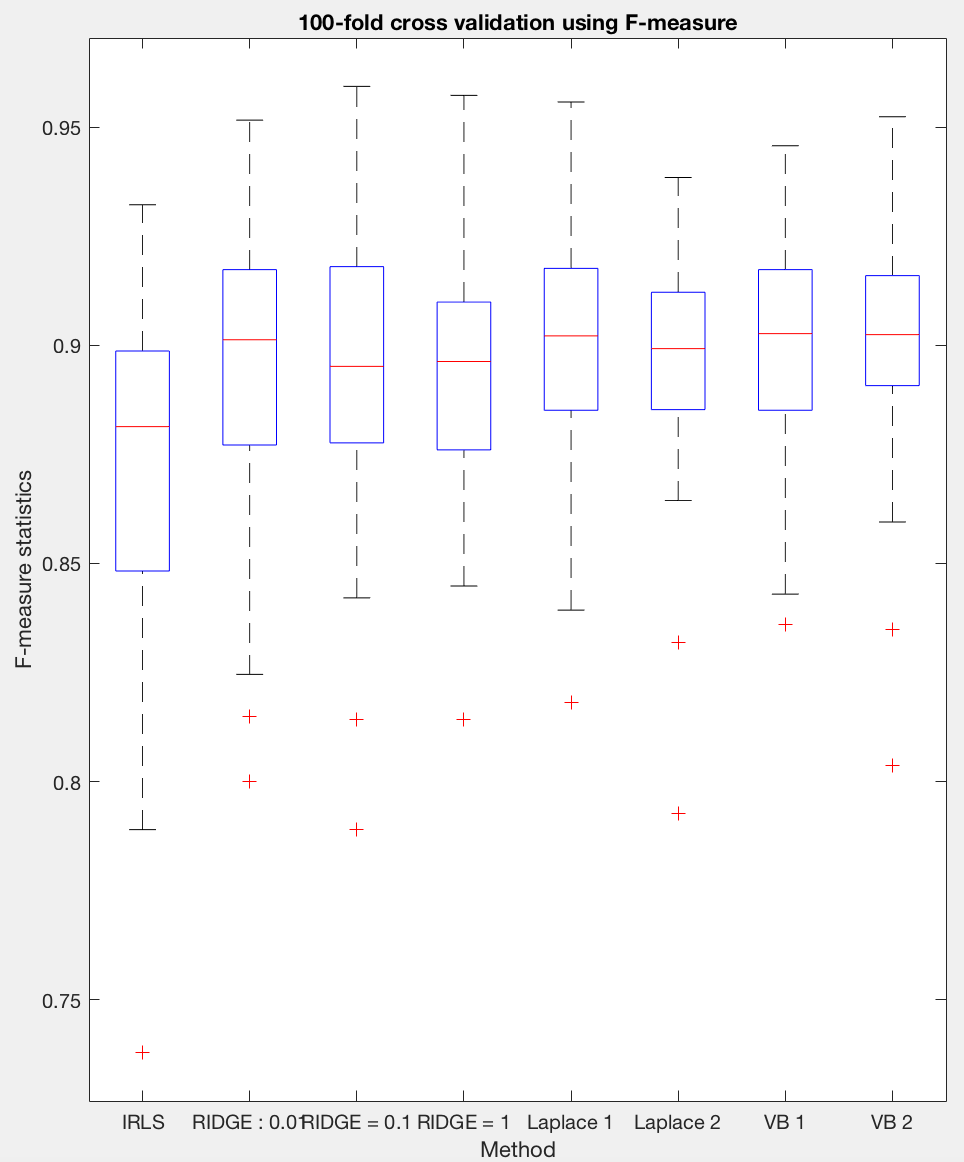 100-fold cross validation using F-measure
F-measure statistics
0.95
0.9
0.85
0.8
0.75
IRLS RIDGE : 0.01 RIDGE = 0.1 RIDGE = 1 Laplace 1 Laplace 2 VB 1 VB 2
Method